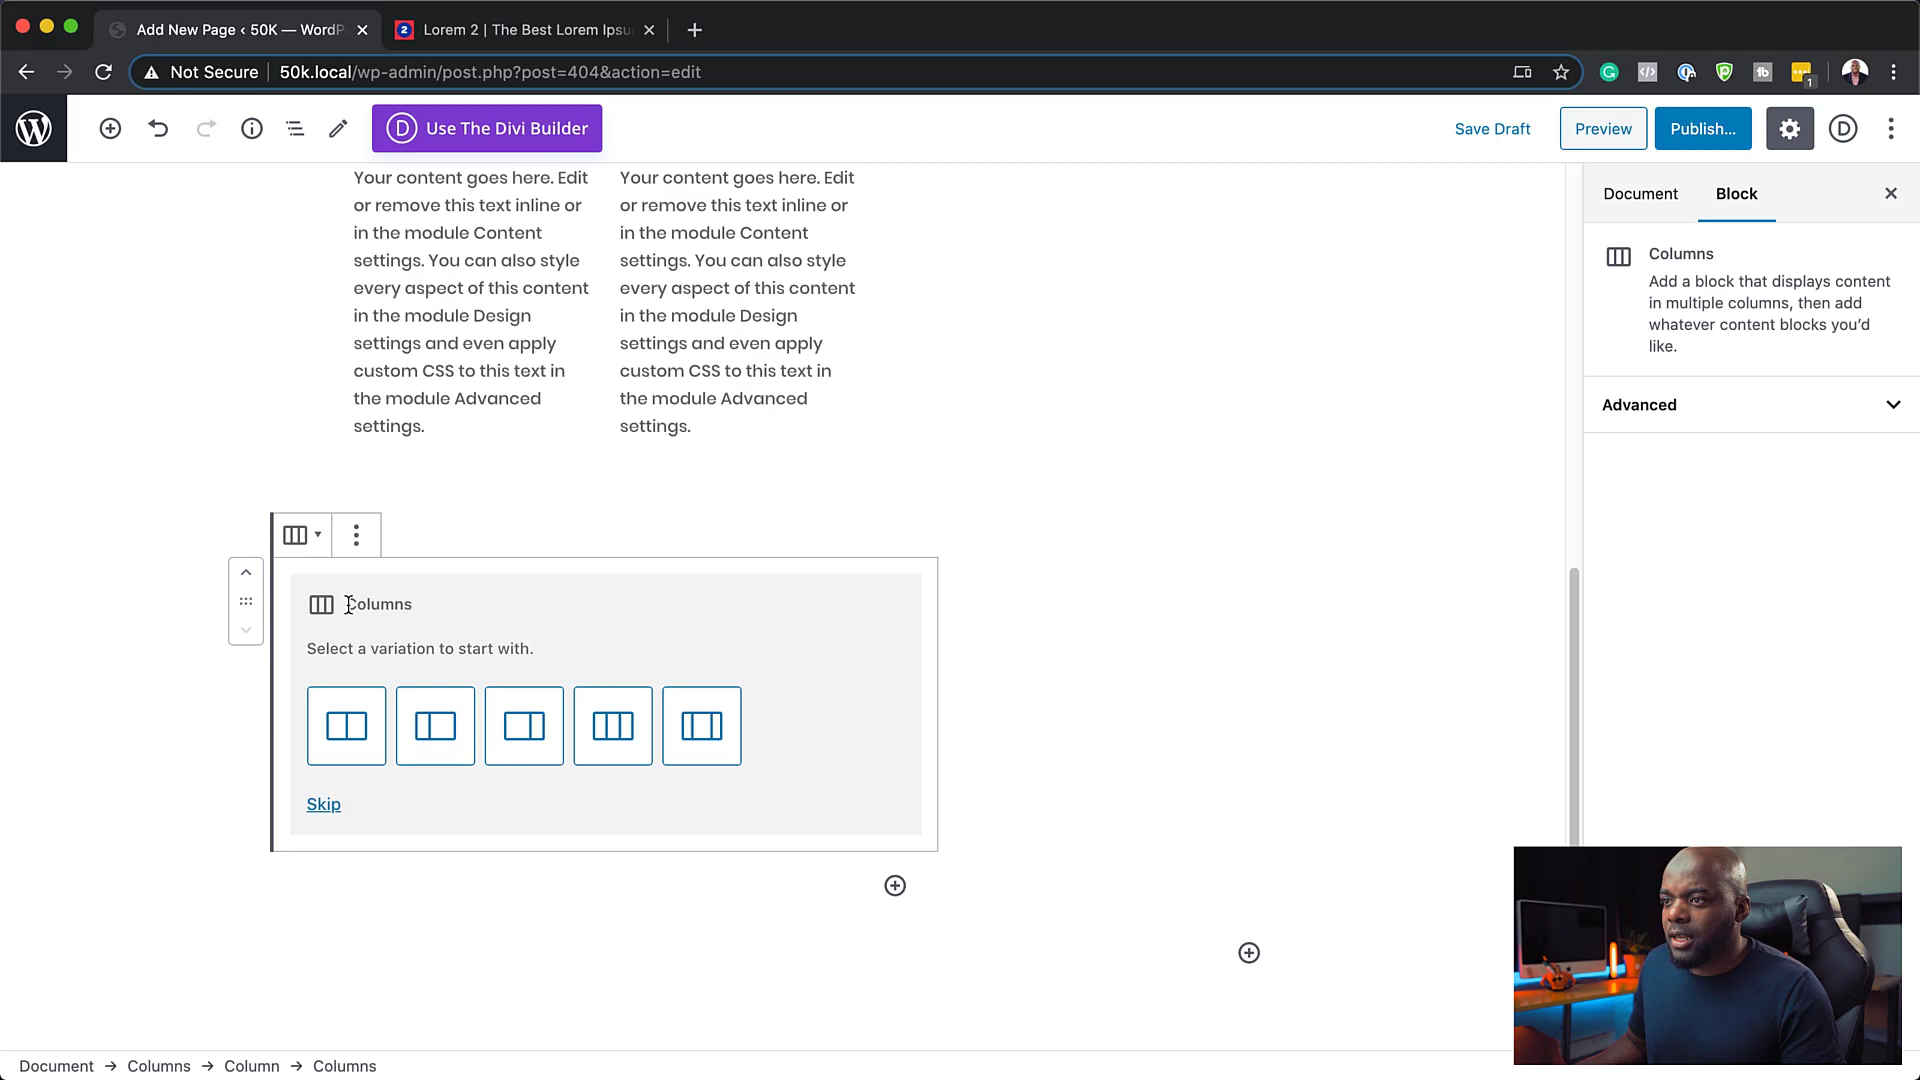 Add New Page ‹ 50K — WordP
2 Lorem 2 | The Best Lorem Ipsu
Not Secure 50k.local/wp-admin/post.php?post=404&action=edit
1
Use The Divi Builder
Save Draft
Preview
Publish...
Your content goes here. Edit
or remove this text inline or
in the module Content
settings. You can also style
every aspect of this content
in the module Design
settings and even apply
custom CSS to this text in
the module Advanced
settings.
Your content goes here. Edit
or remove this text inline or
in the module Content
settings. You can also style
every aspect of this content
in the module Design
settings and even apply
custom CSS to this text in
the module Advanced
settings.
Document Block
Columns
Add a block that displays content
in multiple columns, then add
whatever content blocks you’d
like.
Advanced
Columns
Select a variation to start with.
Skip
Document → Columns → Column → Columns